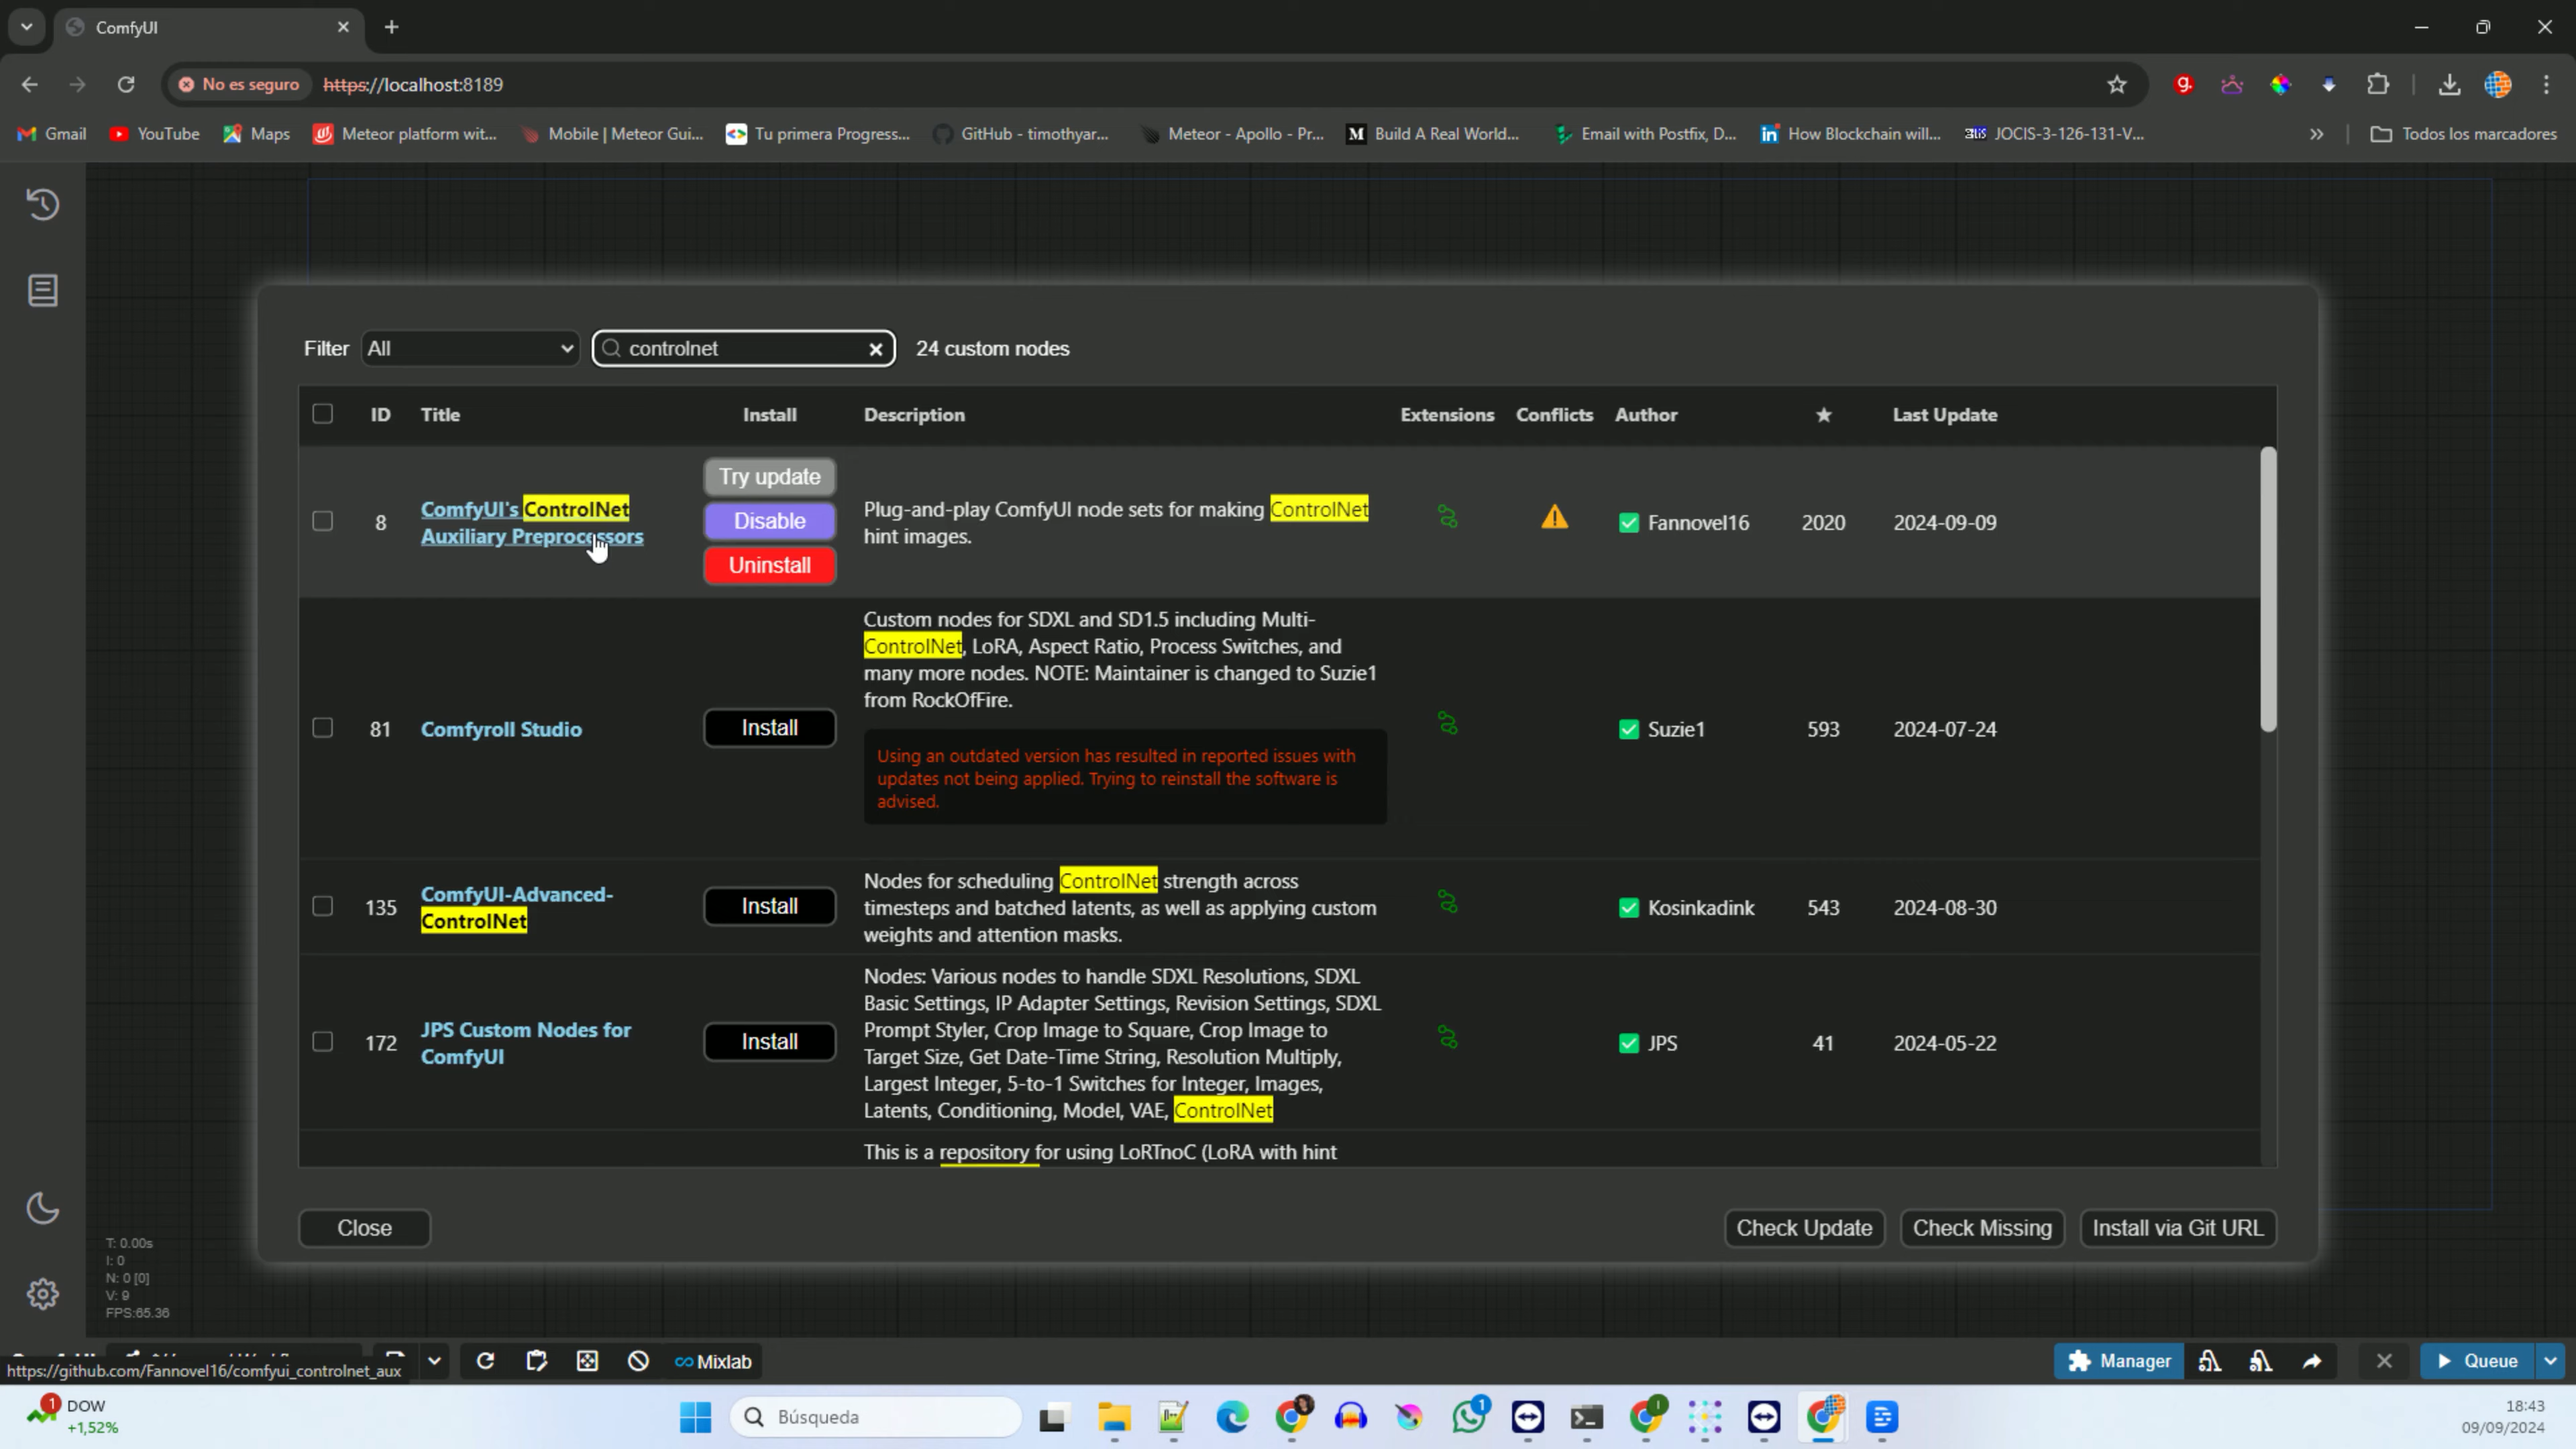 ComfyUI
No es seguro https://localhost:8189
Gmail YouTube Maps Meteor platform wit... Mobile | Meteor Gui... Tu primera Progress... GitHub - timothyar... Meteor - Apollo - Pr... Build A Real World... Email with Postfix, D... How Blockchain will... JOCIS-3-126-131-V... Todos los marcadores
Filter All controlnet 24 custom nodes
ID Title Install Description Extensions Conflicts Author ★ Last Update
8
ComfyUI's ControlNet
Auxiliary Preprocessors
Try update
Disable
Uninstall
Plug-and-play ComfyUI node sets for making ControlNet
hint images.
Fannovel16 2020 2024-09-09
81 Comfyroll Studio Install
Custom nodes for SDXL and SD1.5 including Multi-
ControlNet, LoRA, Aspect Ratio, Process Switches, and
many more nodes. NOTE: Maintainer is changed to Suzie1
from RockOfFire.
Using an outdated version has resulted in reported issues with
updates not being applied. Trying to reinstall the software is
advised.
Suzie1 593 2024-07-24
135
ComfyUI-Advanced-
ControlNet
Install
Nodes for scheduling ControlNet strength across
timesteps and batched latents, as well as applying custom
weights and attention masks.
Kosinkadink 543 2024-08-30
172
JPS Custom Nodes for
ComfyUI
Install
Nodes: Various nodes to handle SDXL Resolutions, SDXL
Basic Settings, IP Adapter Settings, Revision Settings, SDXL
Prompt Styler, Crop Image to Square, Crop Image to
Target Size, Get Date-Time String, Resolution Multiply,
Largest Integer, 5-to-1 Switches for Integer, Images,
Latents, Conditioning, Model, VAE, ControlNet
JPS 41 2024-05-22
This is a repository for using LoRTnoC (LoRA with hint
Close Check Update Check Missing Install via Git URL
T: 0.00s
I: 0
N: 0 [0]
V: 9
FPS:65.36
Mixlab Manager Queue
https://github.com/Fannovel16/comfyui_controlnet_aux
1 DOW
+1,52%
Búsqueda
1
18:43
09/09/2024